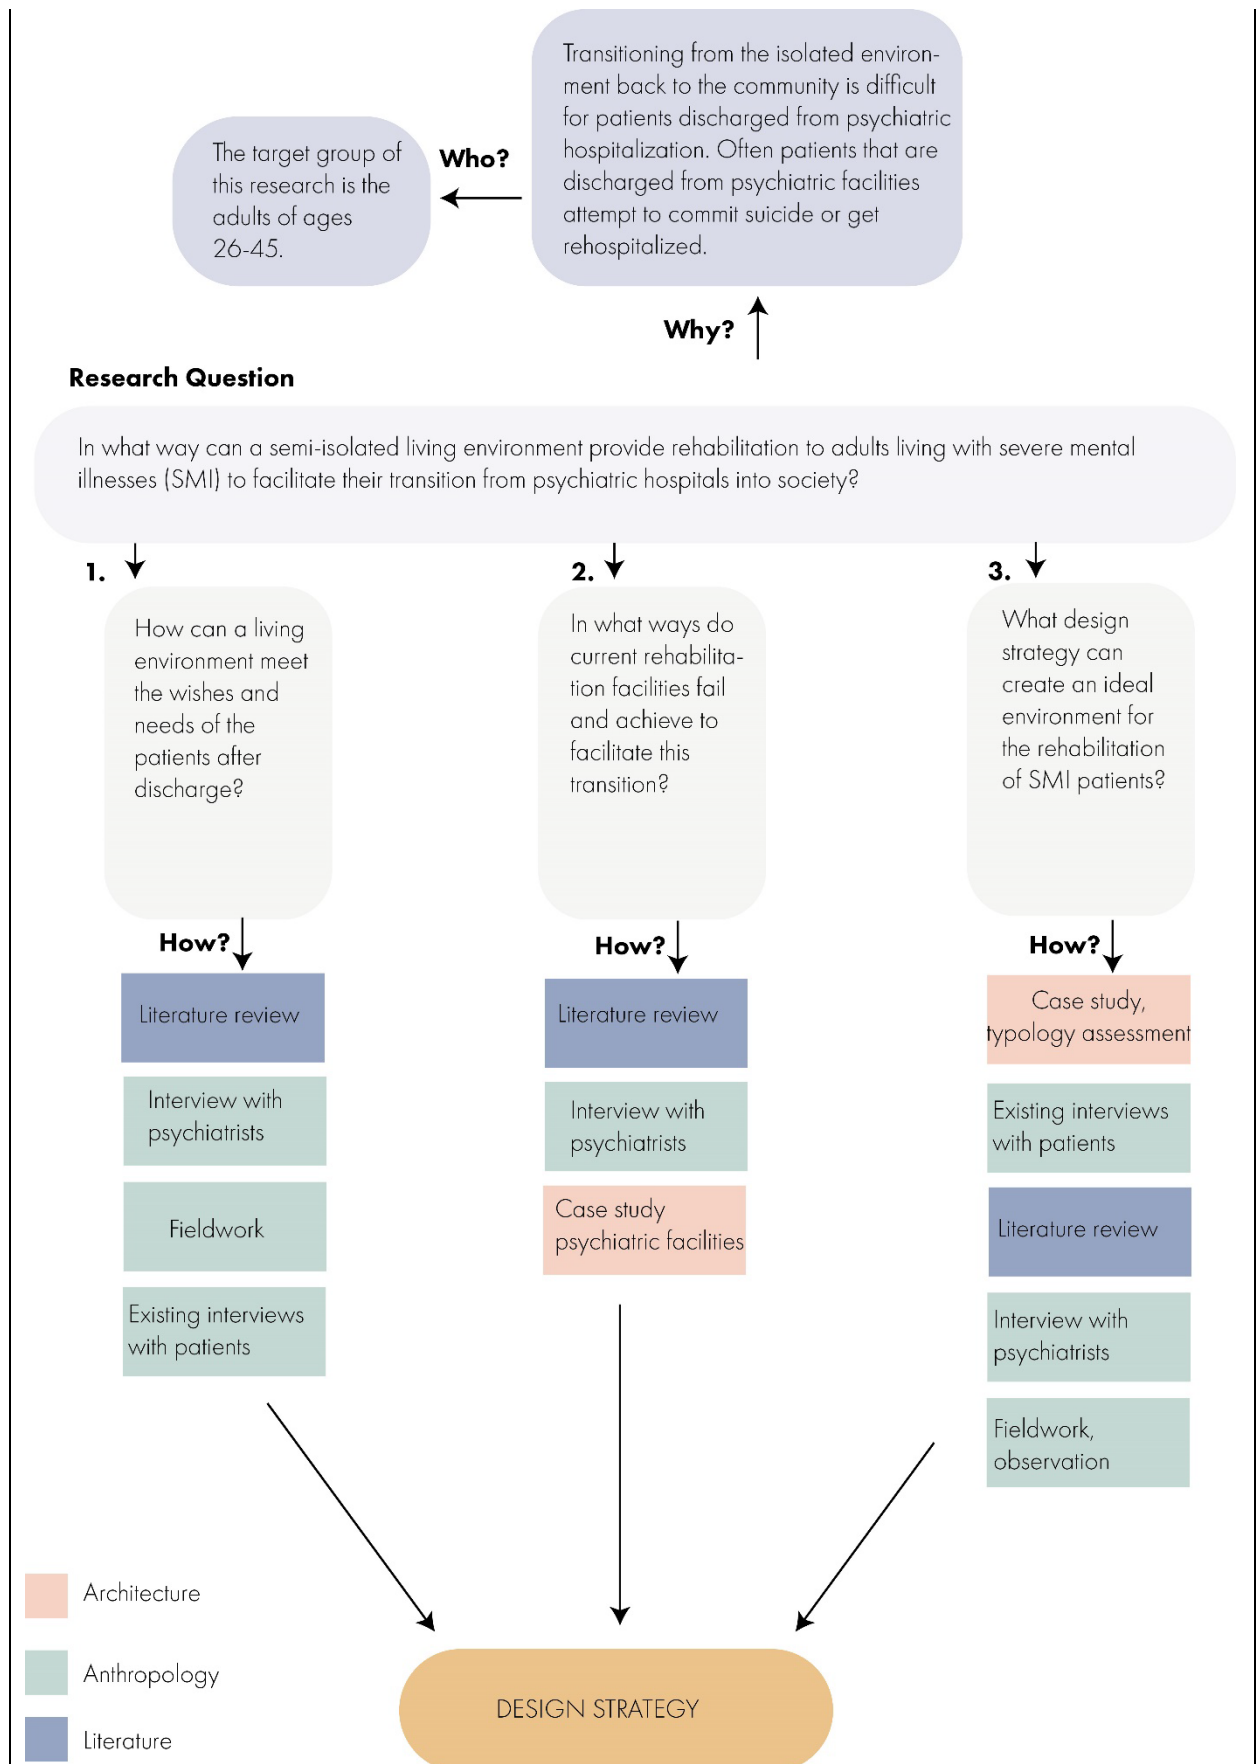 Transitioning from the isolated environ-
ment back to the community is difficult
for patients discharged from psychiatric
hospitalization. Often patients that are
discharged from psychiatric facilities
attempt to commit suicide or get
rehospitalized.
Who?
The target group of
this research is the
adults of ages
26-45.
Why?
Research Question
In what way can a semi-isolated living environment provide rehabilitation to adults living with severe mental
illnesses (SMI) to facilitate their transition from psychiatric hospitals into society?
1.
How can a living
environment meet
the wishes and
needs of the
patients after
discharge?
How?
Literature review
Interview with
psychiatrists
Fieldwork
Existing interviews
with patients
2.
In what ways do
current rehabilita-
tion facilities fail
and achieve to
facilitate this
transition?
How?
Literature review
Interview with
psychiatrists
Case study
psychiatric facilities
3.
What design
strategy can
create an ideal
environment for
the rehabilitation
of SMI patients?
How?
Case study,
typology assessment
Existing interviews
with patients
Literature review
Interview with
psychiatrists
Fieldwork,
observation
Architecture
Anthropology
Literature
DESIGN STRATEGY